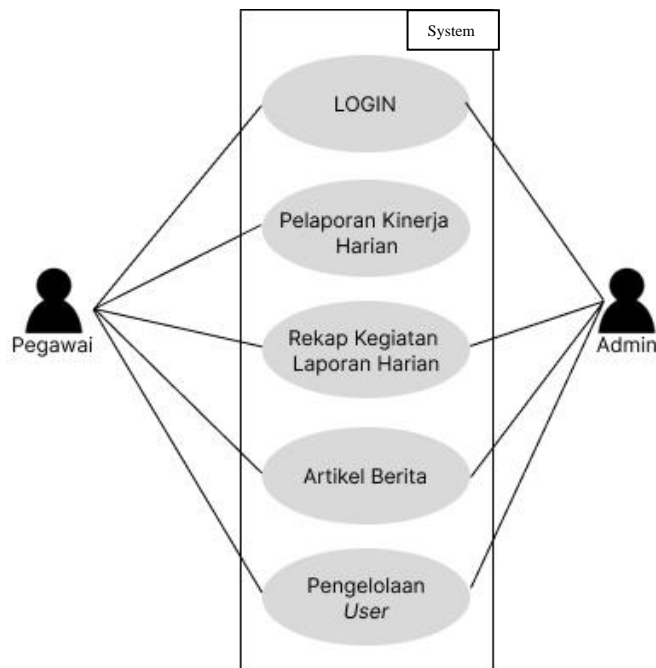 System
LOGIN
Pelaporan Kinerja
Harian
Pegawai
Rekap Kegiatan
Laporan Harian
Admin
Artikel Berita
Pengelolaan
User